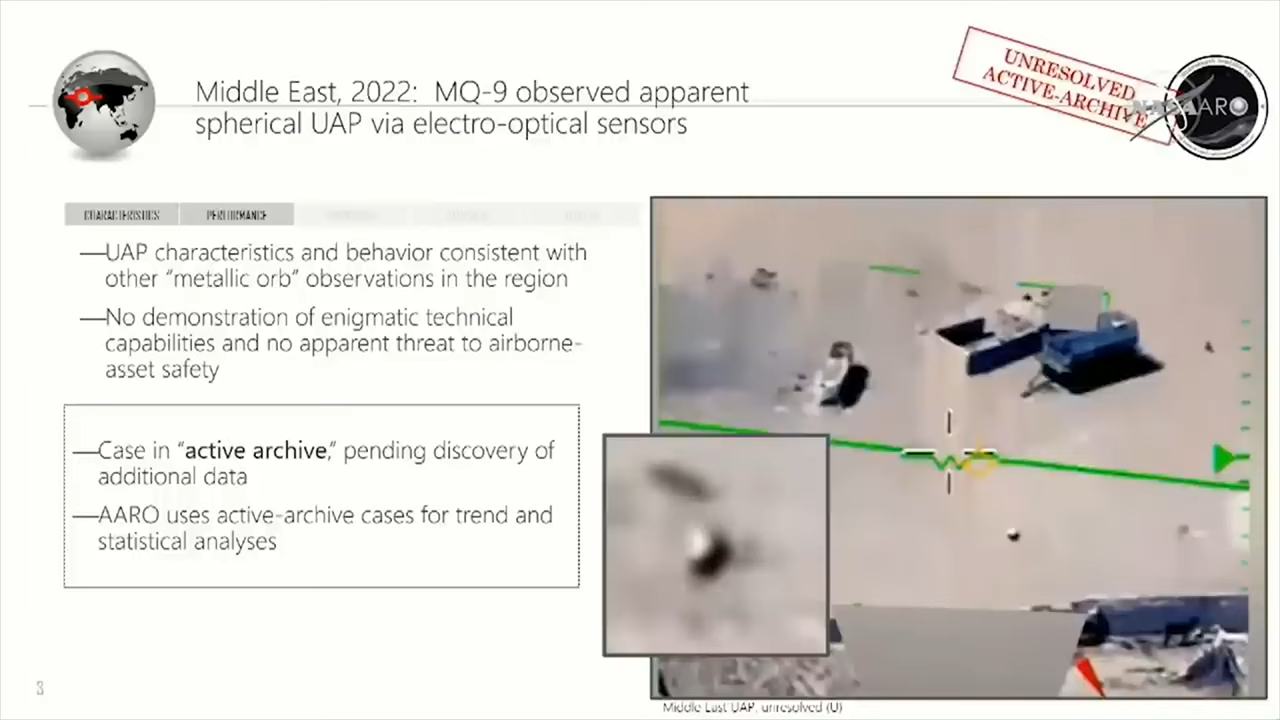 Middle East, 2022: MQ-9 observed apparent
spherical UAP via electro-optical sensors
UNRESOLVED
ACTIVE-ARCHIVE
NASA
AARO
CHARACTERISTICS
PERFORMANCE
—UAP characteristics and behavior consistent with
other “metallic orb” observations in the region
—No demonstration of enigmatic technical
capabilities and no apparent threat to airborne-
asset safety
—Case in “active archive,” pending discovery of
additional data
—AARO uses active-archive cases for trend and
statistical analyses
3
Middle East UAP, unresolved (U)